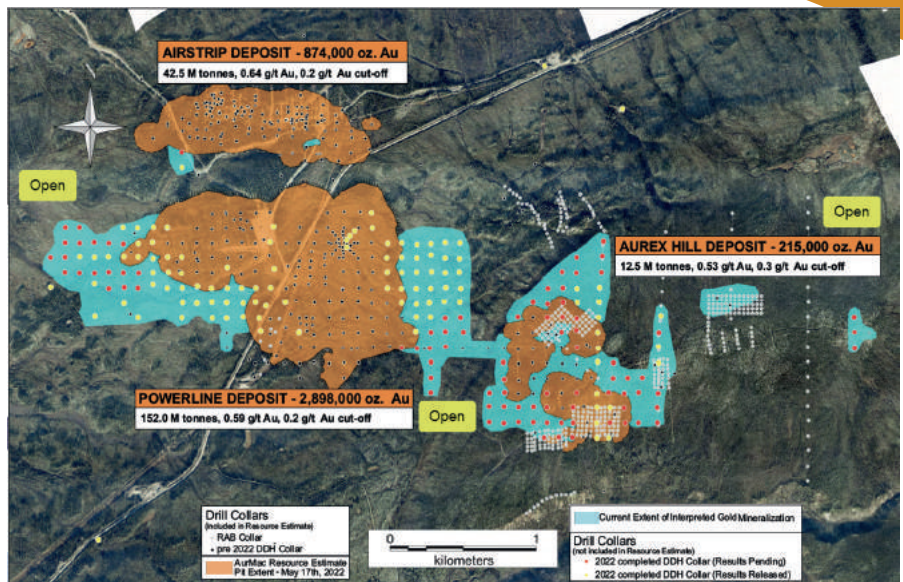 AIRSTRIP DEPOSIT - 874,000 oz. Au
42.5 M tonnes, 0.64 g/t Au, 0.2 g/t Au cut-off
Open
Open
AUREX HILL DEPOSIT - 215,000 oz. Au
12.5 M tonnes, 0.53 g/t Au, 0.3 g/t Au cut-off
POWERLINE DEPOSIT - 2,898,000 oz. Au
152.0 M tonnes, 0.59 g/t Au, 0.2 g/t Au cut-off
Open
Drill Collars
(included in Resource Estimate)
RAB Collar
pre 2022 DDH Collar
AurMac Resource Estimate
Pit Extent - May 17th, 2022
0 1
kilometers
Current Extent of Interpreted Gold Mineralization
Drill Collars
(not included in Resource Estimate)
2022 completed DDH Collar (Results Pending)
2022 completed DDH Collar (Results Released)